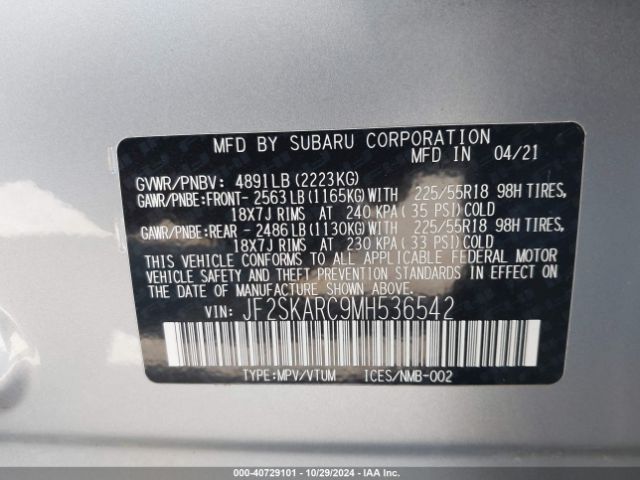 MFD BY SUBARU CORPORATION
MFD IN 04/21
GVWR/PNBV: 4891LB (2223KG)
GAWR/PNBE:FRONT- 2563LB (1165KG) WITH 225/55R18 98H TIRES,
18X7J RIMS AT 240 KPA( 35 PSI) COLD
GAWR/PNBE:REAR - 2486LB (1130KG) WITH 225/55R18 98H TIRES,
18X7J RIMS AT 230 KPA( 33 PSI) COLD
THIS VEHICLE CONFORMS TO ALL APPLICABLE FEDERAL MOTOR
VEHICLE SAFETY AND THEFT PREVENTION STANDARDS IN EFFECT
ON THE DATE OF MANUFACTURE SHOWN ABOVE.
VIN: JF2SKARC9MH536542
TYPE:MPV/VTUM ICES/NMB-002
000-40729101 - 10/29/2024 - IAA, Inc.